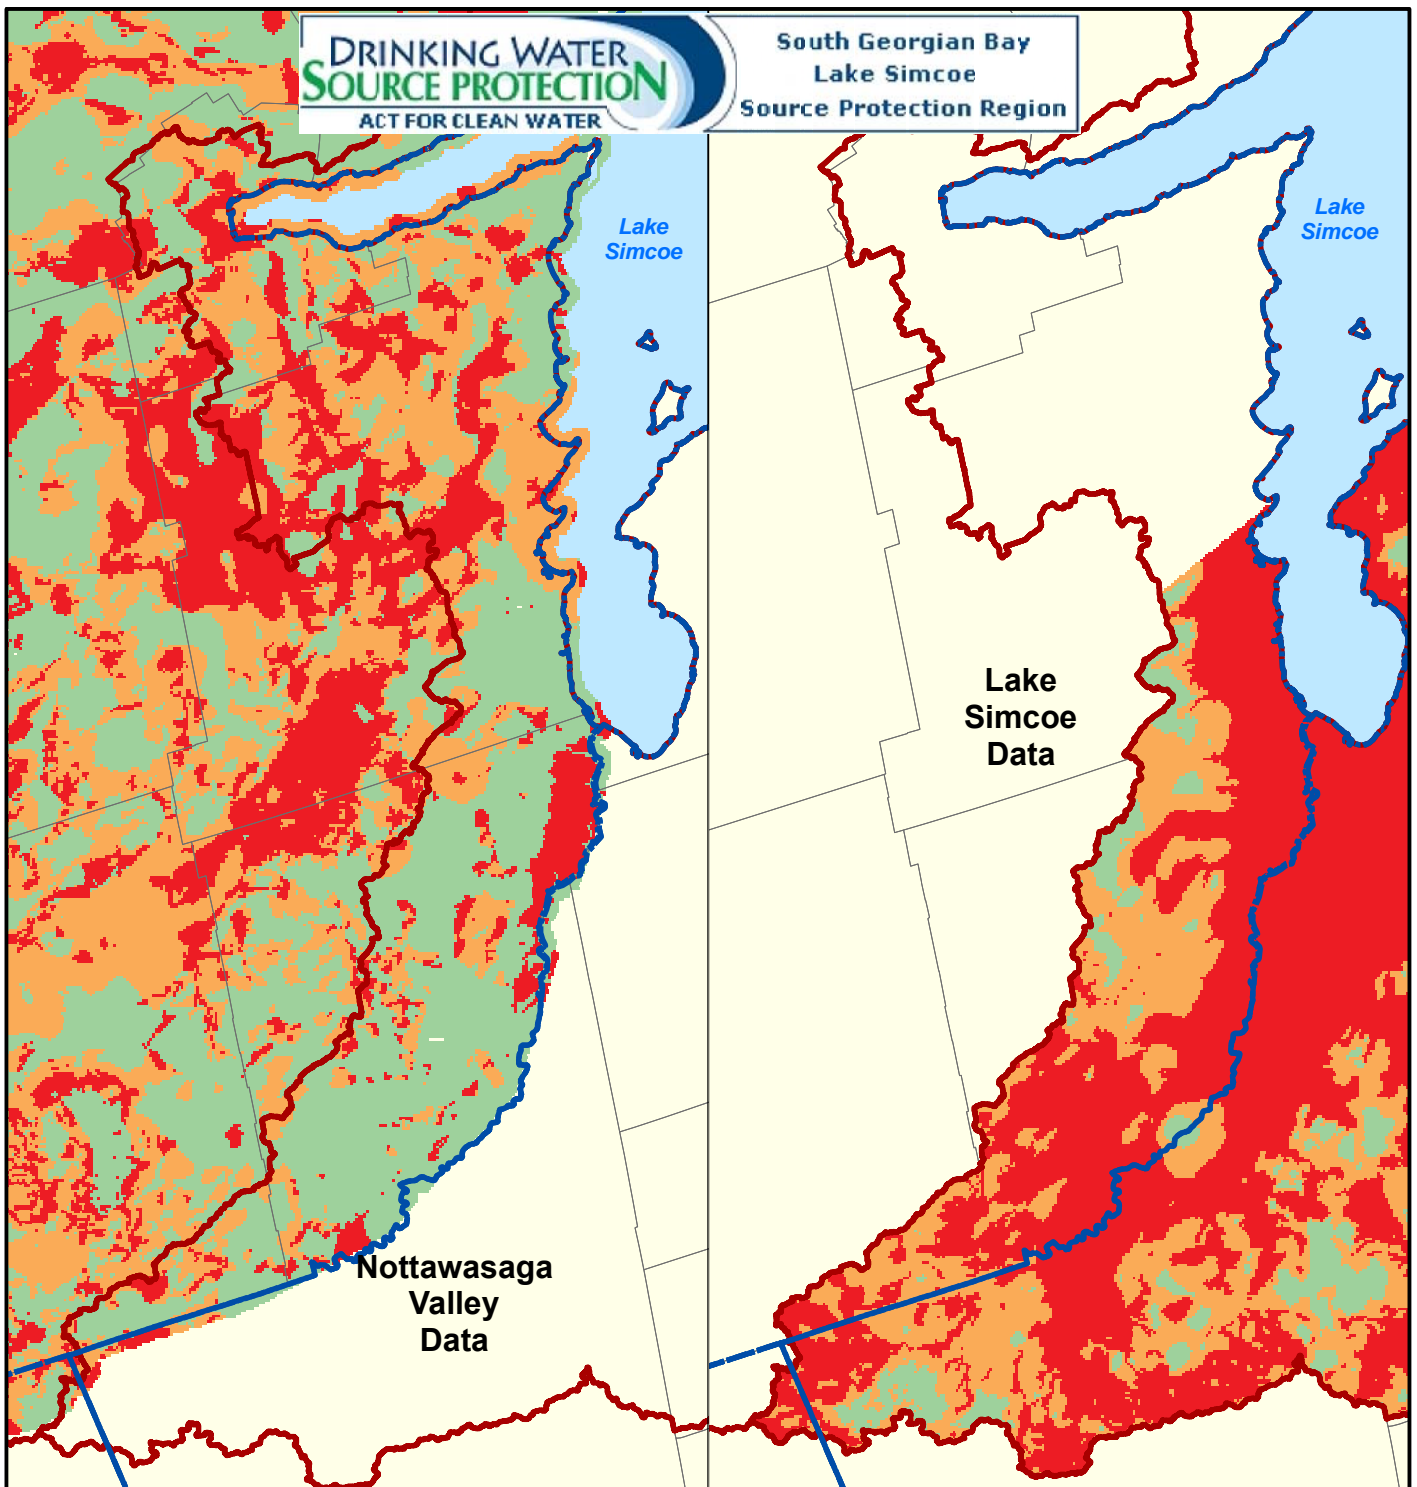 DRINKING WATER
SOURCE PROTECTION
ACT FOR CLEAN WATER
South Georgian Bay
Lake Simcoe
Source Protection Region
Lake
Simcoe
Lake
Simcoe
Lake
Simcoe
Data
Nottawasaga
Valley
Data